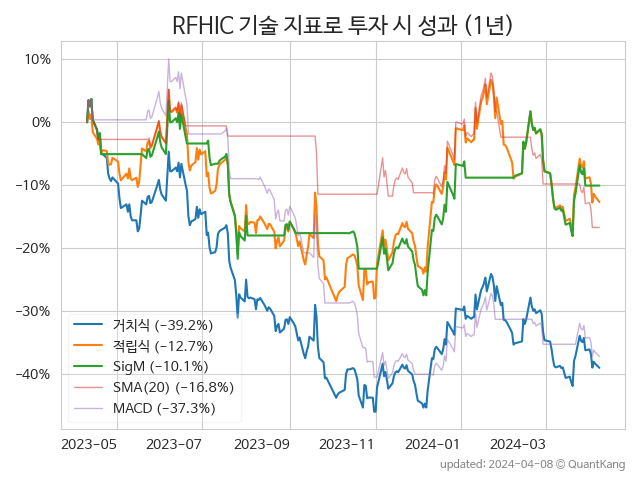 RFHIC 기술 지표로 투자 시 성과 (1년)
10%
0%
−10%
−20%
−30%
−40%
거치식 (−39.2%)
적립식 (−12.7%)
SigM (−10.1%)
SMA(20) (−16.8%)
MACD (−37.3%)
2023-05 2023-07 2023-09 2023-11 2024-01 2024-03
updated: 2024-04-08 @ QuantKang